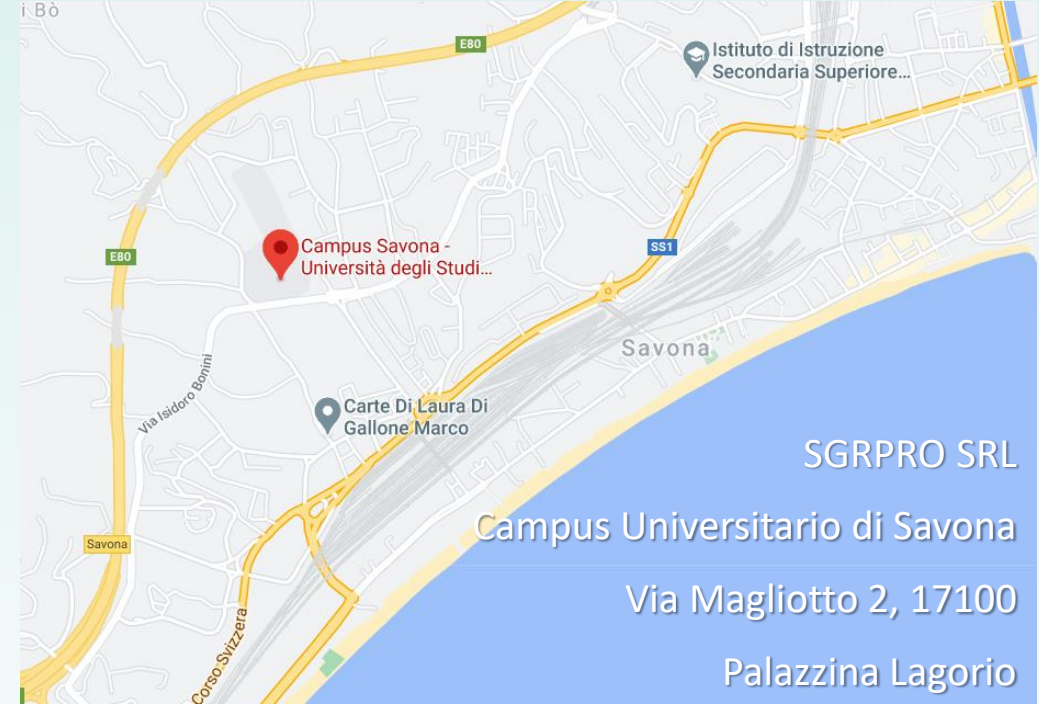 i Bò
E80
Istituto di Istruzione
Secondaria Superiore...
Campus Savona -
Università degli Studi...
E80
SS1
Savona
Via Isidoro Bonini
Carte Di Laura Di
Gallone Marco
SGRPRO SRL
Campus Universitario di Savona
Savona
Via Magliotto 2, 17100
Corso Svizzera
Palazzina Lagorio